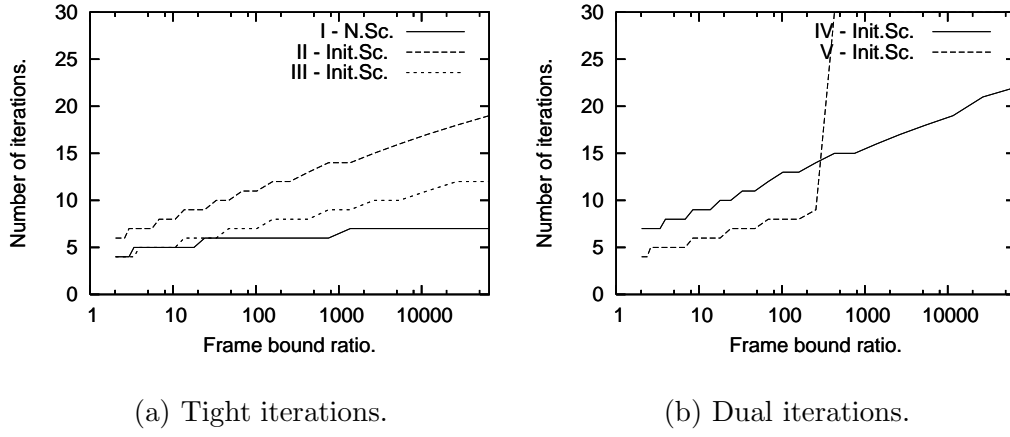 30
25
20
15
10
5
0
1
10
100
1000
10000
Number of iterations.
Frame bound ratio.
I - N.Sc.
II - Init.Sc.
III - Init.Sc.
(a) Tight iterations.
30
25
20
15
10
5
0
1
10
100
1000
10000
Number of iterations.
Frame bound ratio.
IV - Init.Sc.
V - Init.Sc.
(b) Dual iterations.